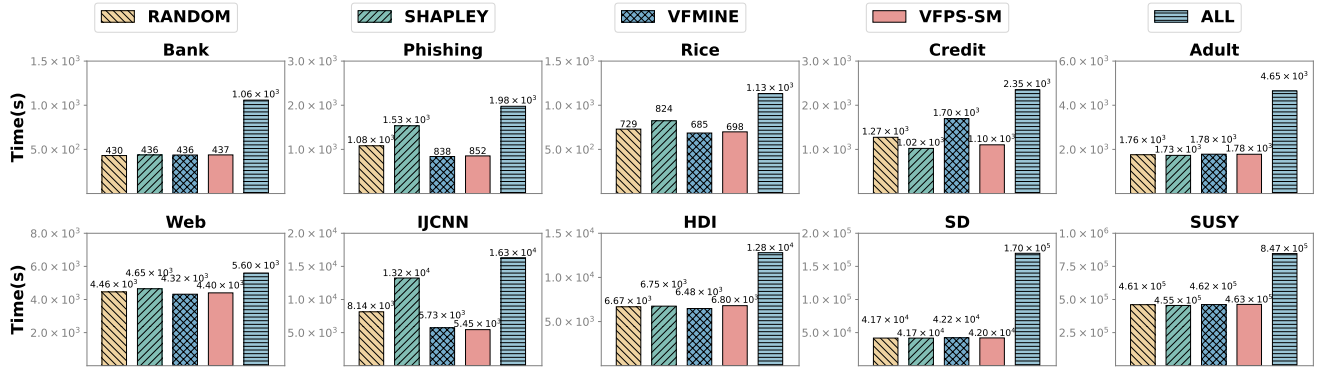 RANDOM SHAPLEY VFMINE VFPS-SM ALL
Bank Phishing Rice Credit Adult
Time(s)
1.5 × 10³ 1.0 × 10³ 5.0 × 10²
430 436 436 437 1.06 × 10³
3.0 × 10³ 2.0 × 10³ 1.0 × 10³
1.08 × 10³ 1.53 × 10³ 838 852 1.98 × 10³
1.5 × 10³ 1.0 × 10³ 5.0 × 10²
729 824 685 698 1.13 × 10³
3.0 × 10³ 2.0 × 10³ 1.0 × 10³
1.27 × 10³ 1.02 × 10³ 1.70 × 10³ 1.10 × 10³ 2.35 × 10³
6.0 × 10³ 4.0 × 10³ 2.0 × 10³
1.76 × 10³ 1.73 × 10³ 1.78 × 10³ 1.78 × 10³ 4.65 × 10³
Web IJCNN HDI SD SUSY
Time(s)
8.0 × 10³ 6.0 × 10³ 4.0 × 10³ 2.0 × 10³
4.46 × 10³ 4.65 × 10³ 4.32 × 10³ 4.40 × 10³ 5.60 × 10³
2.0 × 10⁴ 1.5 × 10⁴ 1.0 × 10⁴ 5.0 × 10³
8.14 × 10³ 1.32 × 10⁴ 5.73 × 10³ 5.45 × 10³ 1.63 × 10⁴
1.5 × 10⁴ 1.0 × 10⁴ 5.0 × 10³
6.67 × 10³ 6.75 × 10³ 6.48 × 10³ 6.80 × 10³ 1.28 × 10⁴
2.0 × 10⁵ 1.5 × 10⁵ 1.0 × 10⁵ 5.0 × 10⁴
4.17 × 10⁴ 4.17 × 10⁴ 4.22 × 10⁴ 4.20 × 10⁴ 1.70 × 10⁵
1.0 × 10⁶ 7.5 × 10⁵ 5.0 × 10⁵ 2.5 × 10⁵
4.61 × 10⁵ 4.55 × 10⁵ 4.62 × 10⁵ 4.63 × 10⁵ 8.47 × 10⁵